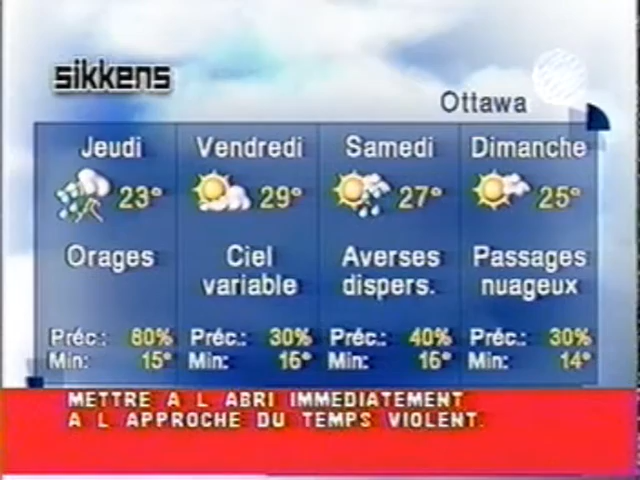 sikkens
Ottawa
Jeudi Vendredi Samedi Dimanche
23° 29° 27° 25°
Orages Ciel Averses Passages
variable dispers. nuageux
Préc.: 80% Préc.: 30% Préc.: 40% Préc.: 30%
Min: 15° Min: 16° Min: 16° Min: 14°
METTRE A L ABRI IMMEDIATEMENT
A L APPROCHE DU TEMPS VIOLENT.